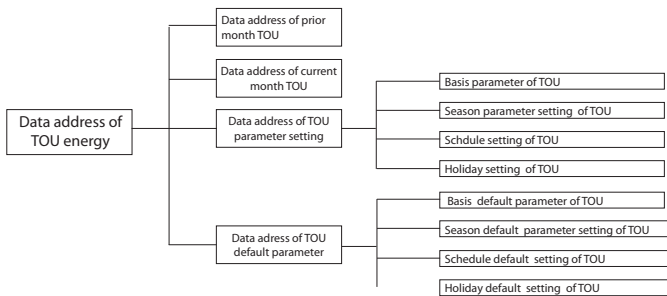 Data address of prior
month TOU
Data address of current
month TOU
Basis parameter of TOU
Data address of
TOU energy
Data address of TOU
parameter setting
Season parameter setting of TOU
Schdule setting of TOU
Holiday setting of TOU
Basis default parameter of TOU
Data adress of TOU
default parameter
Season default parameter setting of TOU
Schedule default setting of TOU
Holiday default setting of TOU